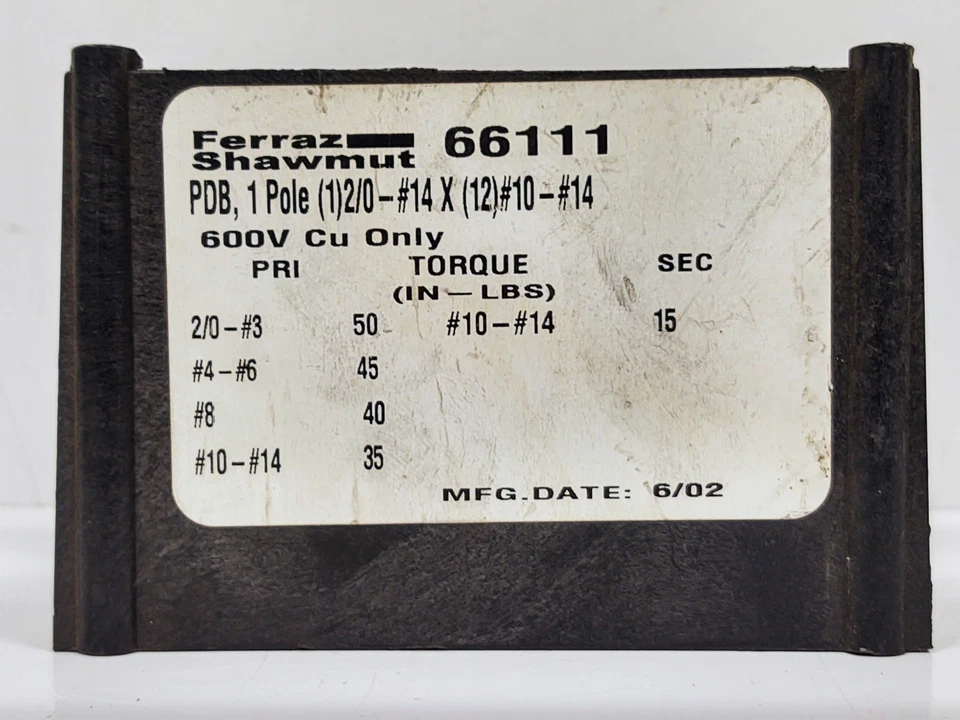 Ferraz 66111
Shawmut
PDB, 1 Pole (1)2/0-#14 X (12)#10-#14
600V Cu Only
PRI TORQUE SEC
(IN-LBS)
2/0-#3 50 #10-#14 15
#4-#6 45
#8 40
#10-#14 35
MFG.DATE: 6/02